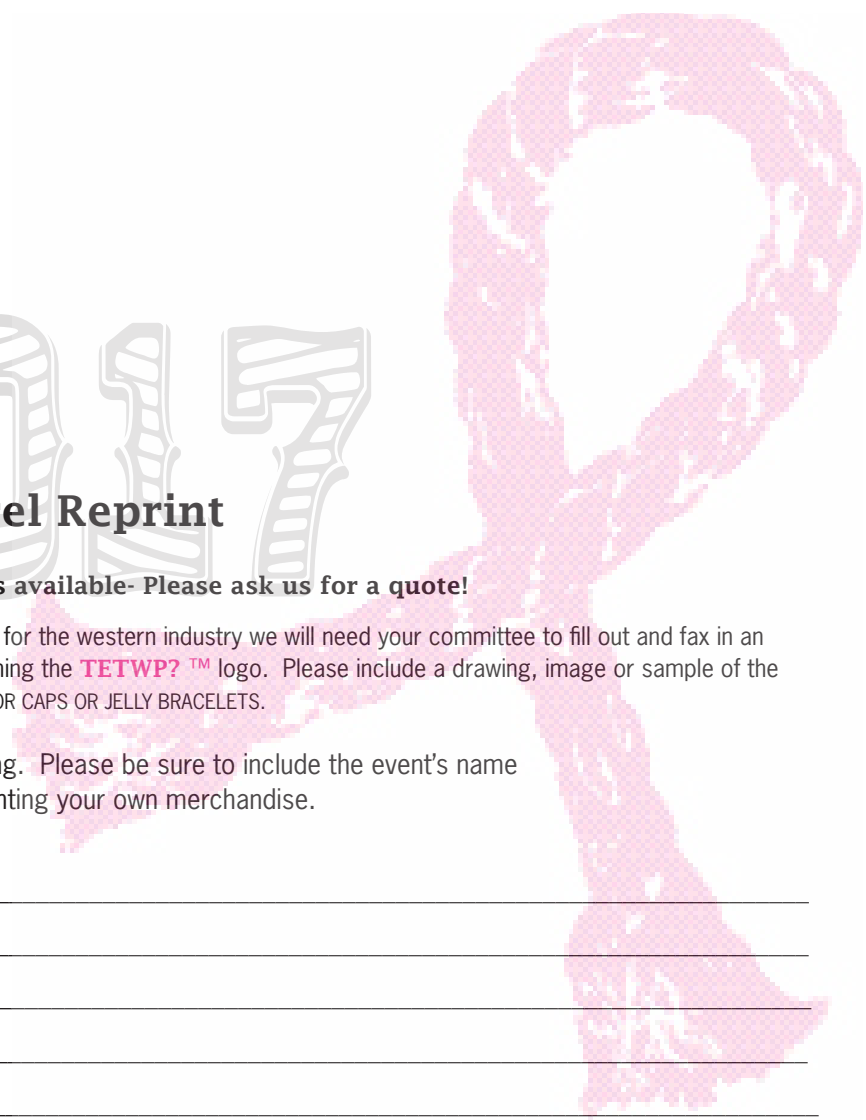 017
el Reprint
s available- Please ask us for a quote!
for the western industry we will need your committee to fill out and fax in an
ning the TETWP? ™ logo.  Please include a drawing, image or sample of the
OR CAPS OR JELLY BRACELETS.
ng.  Please be sure to include the event’s name
nting your own merchandise.